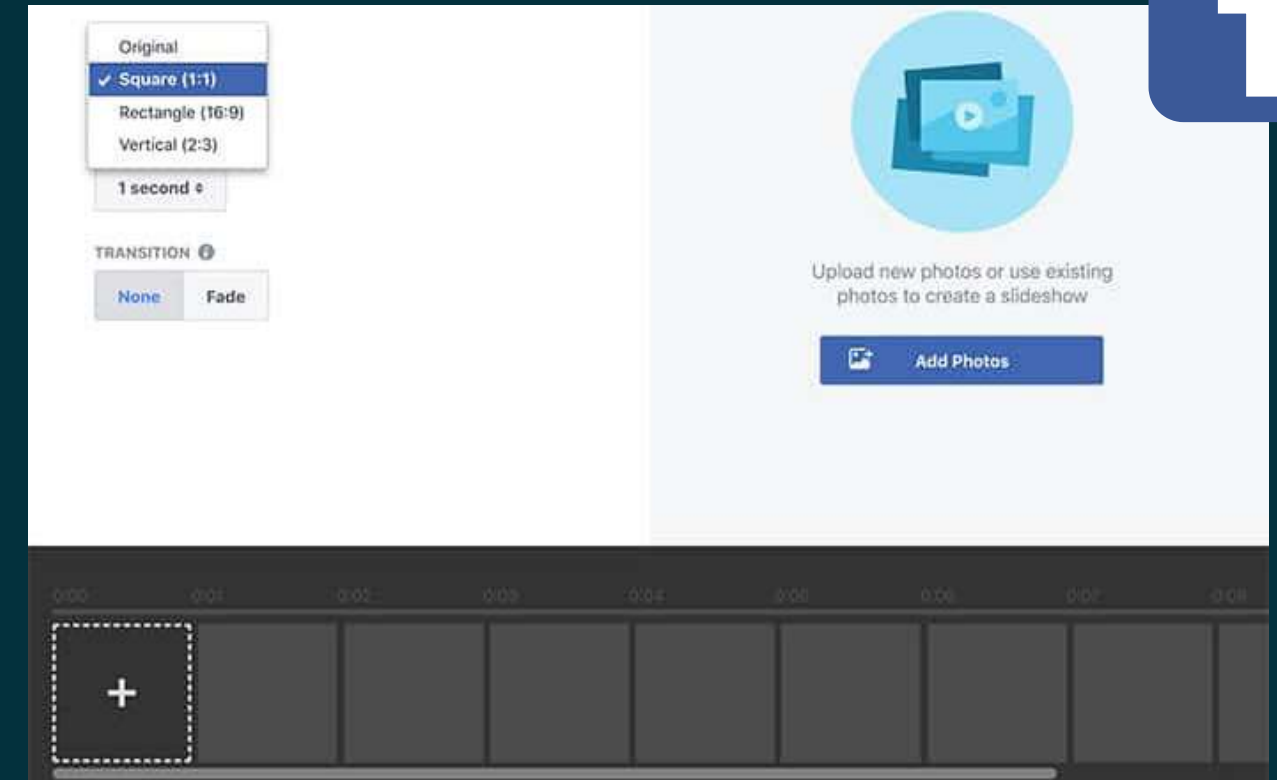 Original
✓ Square (1:1)
Rectangle (16:9)
Vertical (2:3)
1 second
TRANSITION
None Fade
Upload new photos or use existing
photos to create a slideshow
Add Photos
0:00 0:01 0:02 0:03 0:04 0:05 0:06 0:07 0:08